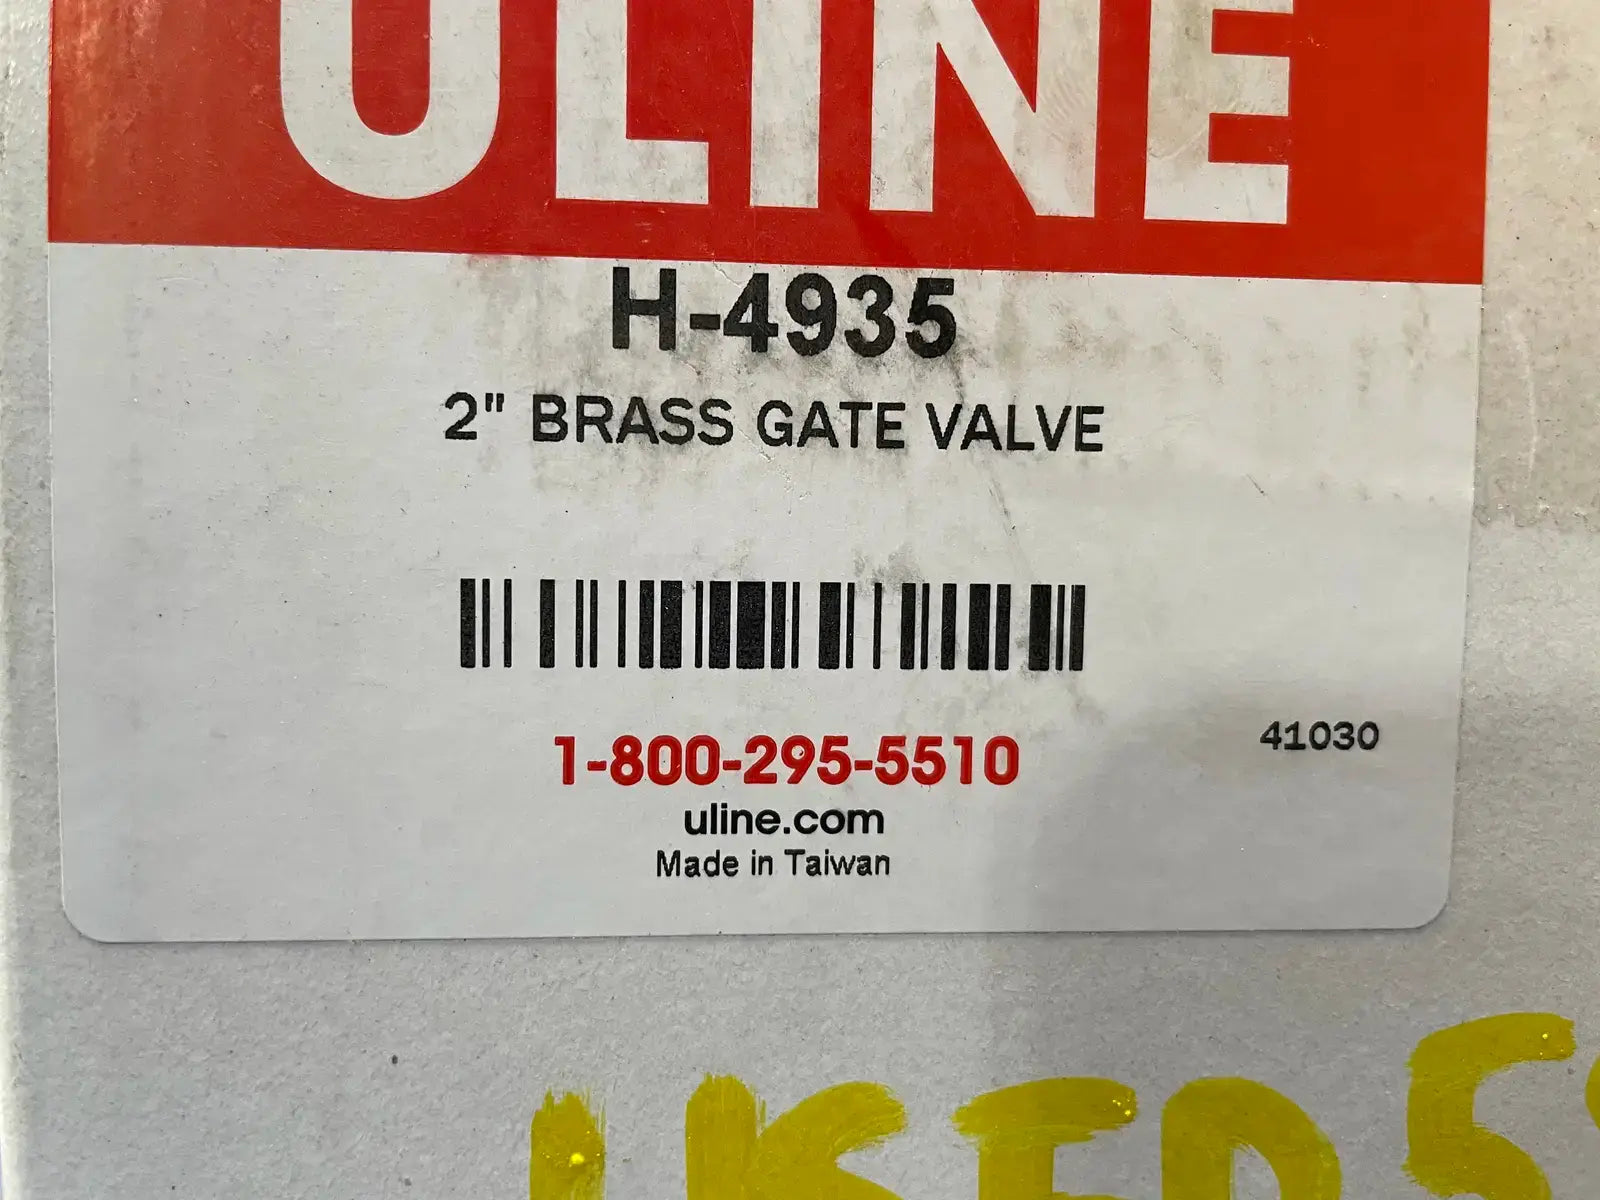 ULINE
H-4935
2" BRASS GATE VALVE
41030
1-800-295-5510
uline.com
Made in Taiwan